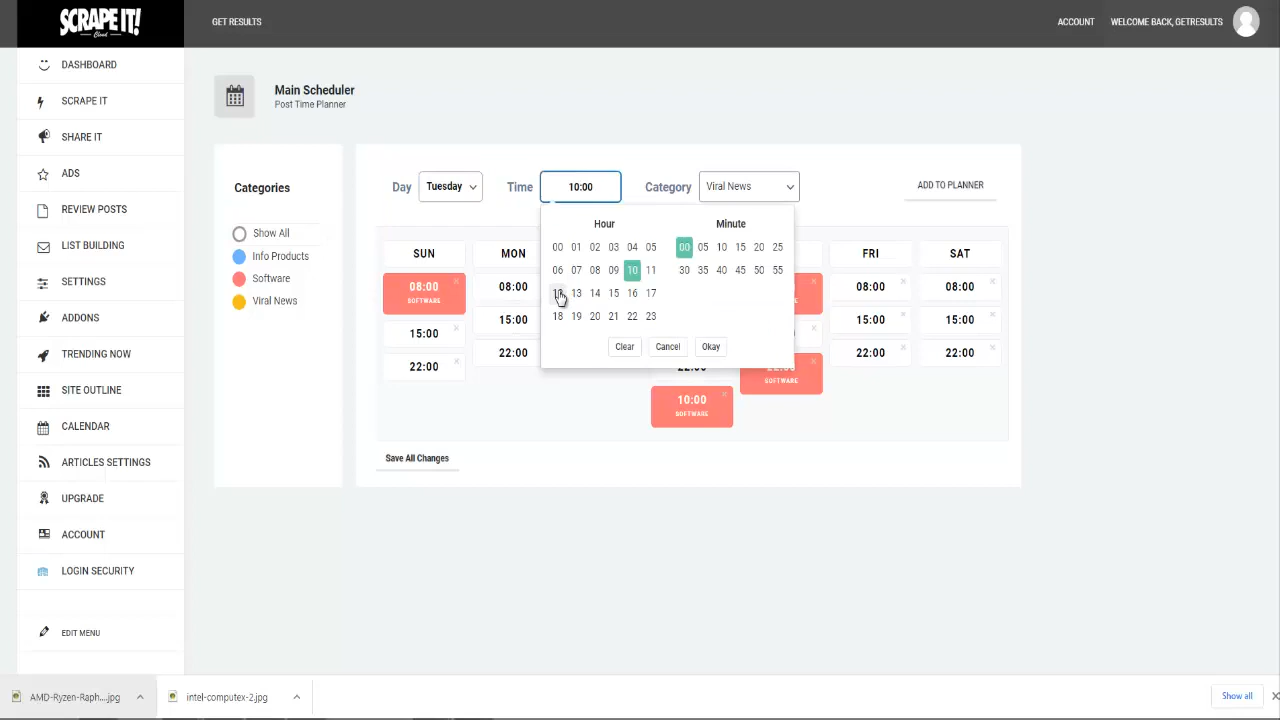 SCRAPE IT!
Cloud
GET RESULTS
ACCOUNT
WELCOME BACK, GETRESULTS
DASHBOARD
SCRAPE IT
SHARE IT
ADS
REVIEW POSTS
LIST BUILDING
SETTINGS
ADDONS
TRENDING NOW
SITE OUTLINE
CALENDAR
ARTICLES SETTINGS
UPGRADE
ACCOUNT
LOGIN SECURITY
EDIT MENU
Main Scheduler
Post Time Planner
Categories
Show All
Info Products
Software
Viral News
Day Tuesday Time 10:00 Category Viral News ADD TO PLANNER
Hour Minute
00 01 02 03 04 05 00 05 10 15 20 25
06 07 08 09 10 11 30 35 40 45 50 55
13 14 15 16 17
18 19 20 21 22 23
Clear Cancel Okay
SUN MON FRI SAT
08:00 08:00 08:00 08:00
SOFTWARE
15:00 15:00 15:00 15:00
22:00 22:00 22:00 22:00
22:00 22:00
SOFTWARE
10:00
SOFTWARE
Save All Changes
AMD-Ryzen-Raph....jpg
intel-computex-2.jpg
Show all